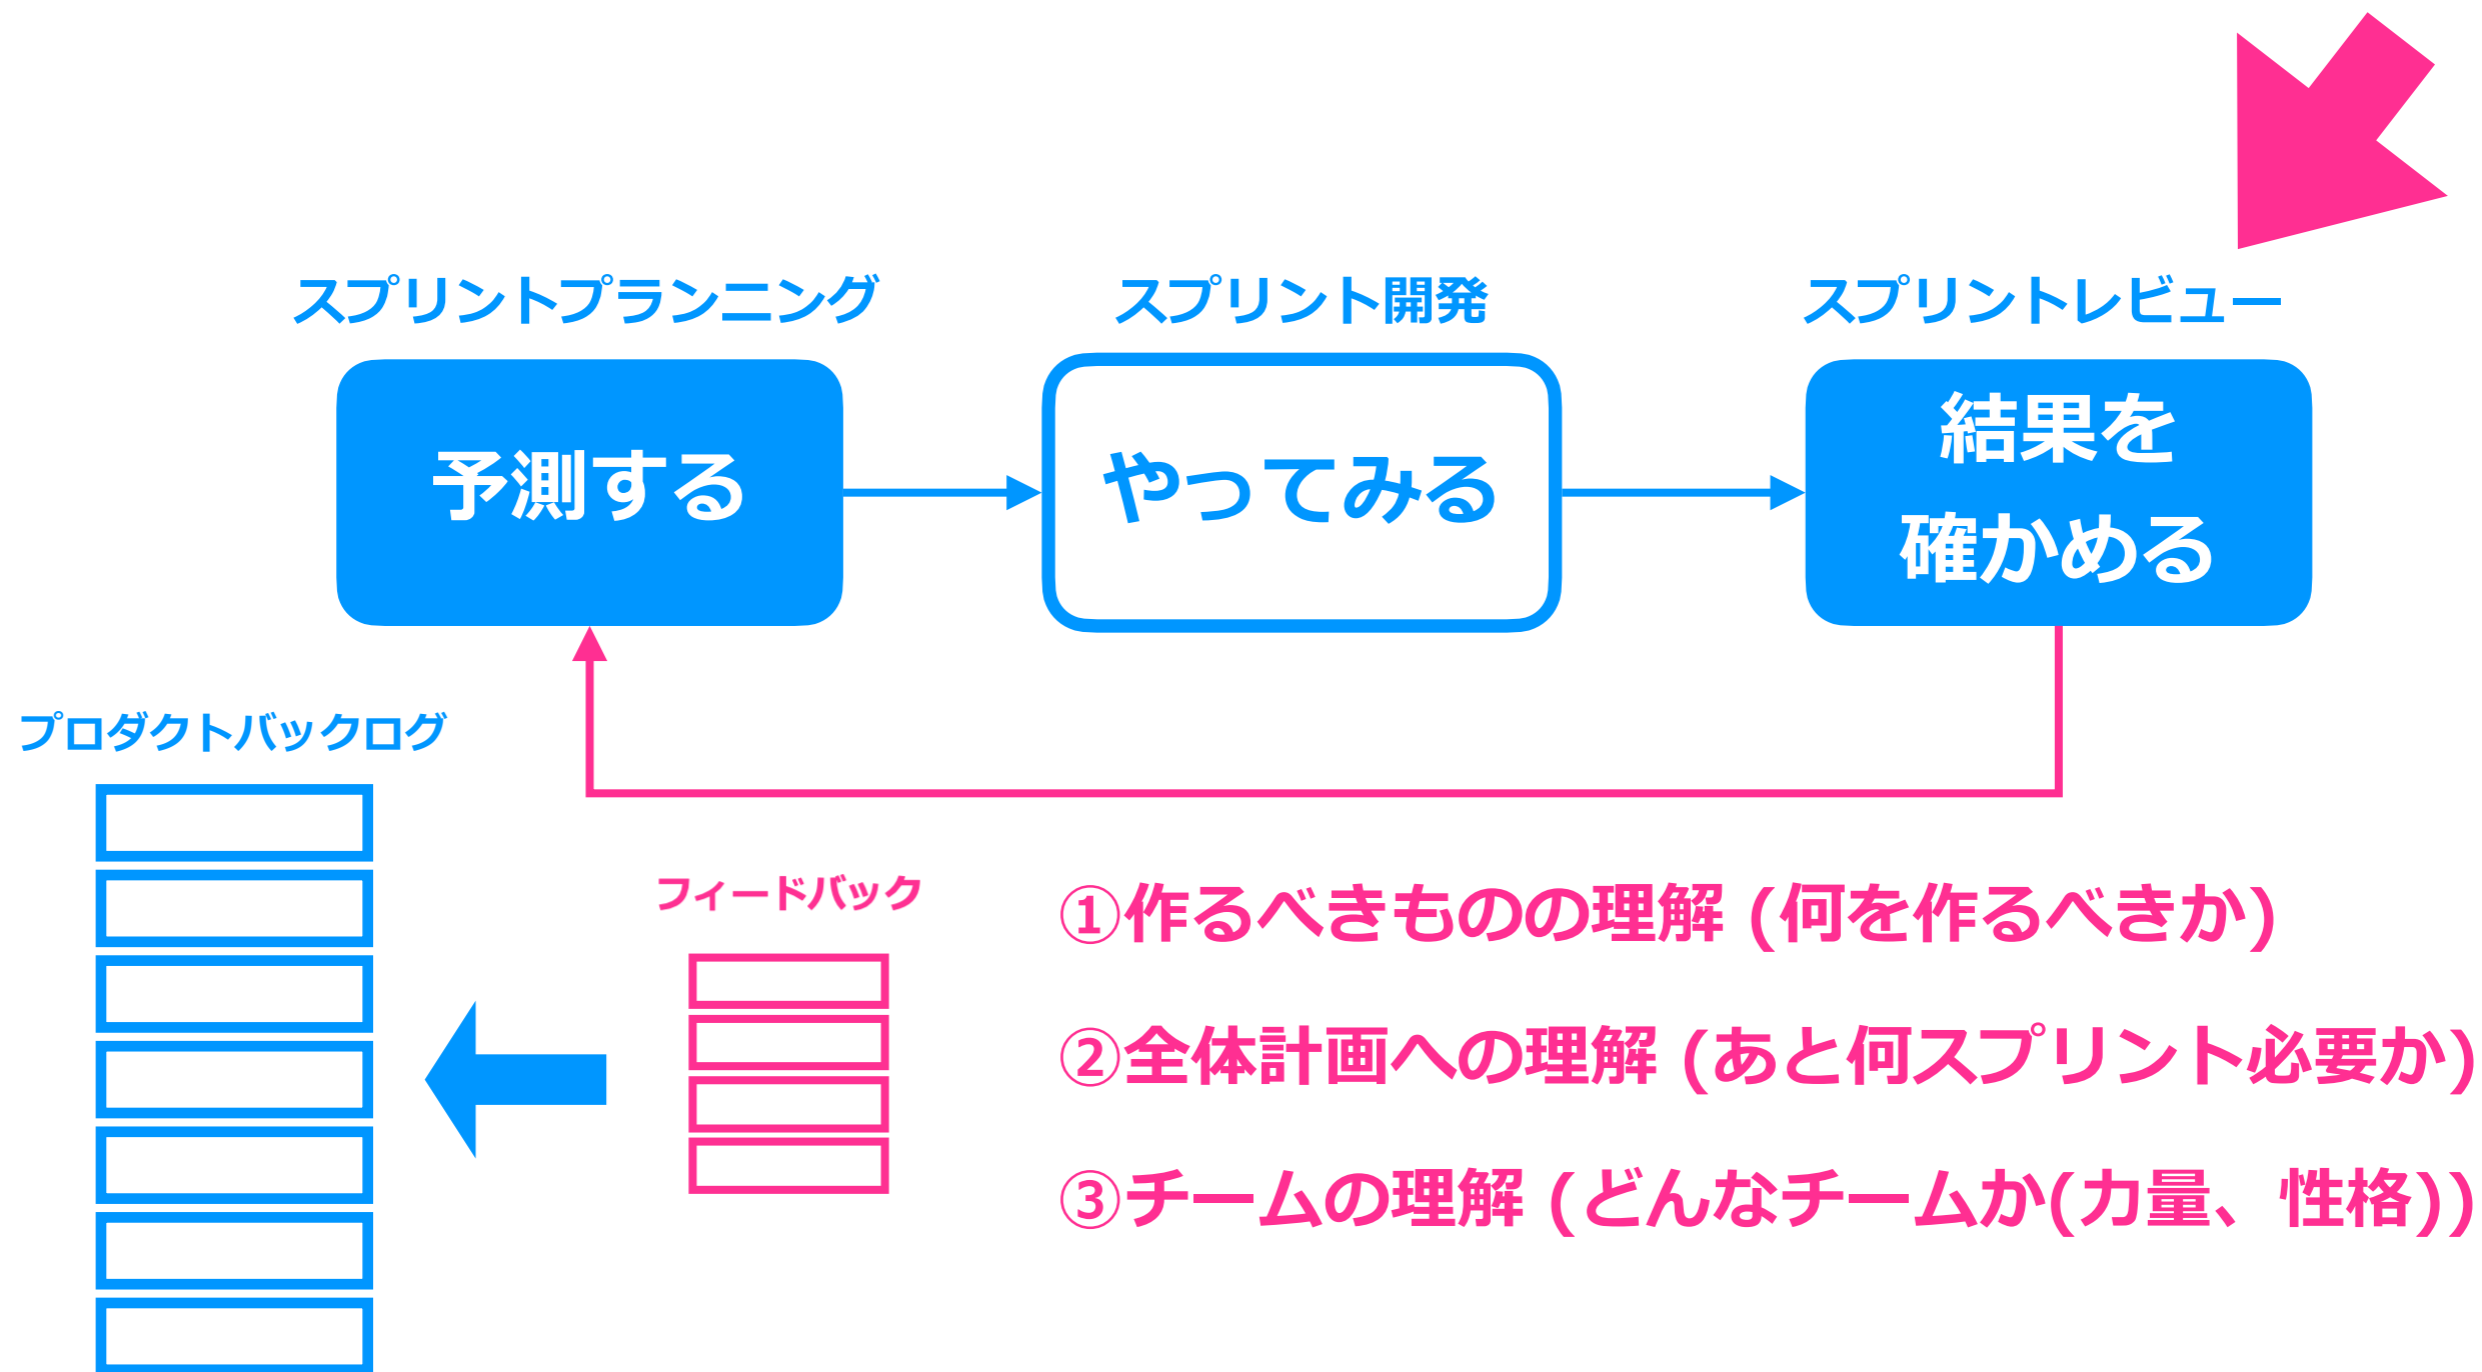 スプリントプランニング
スプリント開発
スプリントレビュー
予測する
やってみる
結果を
確かめる
プロダクトバックログ
フィードバック
①作るべきものの理解 (何を作るべきか)
②全体計画への理解 (あと何スプリント必要か)
③チームの理解 (どんなチームか(力量、性格))